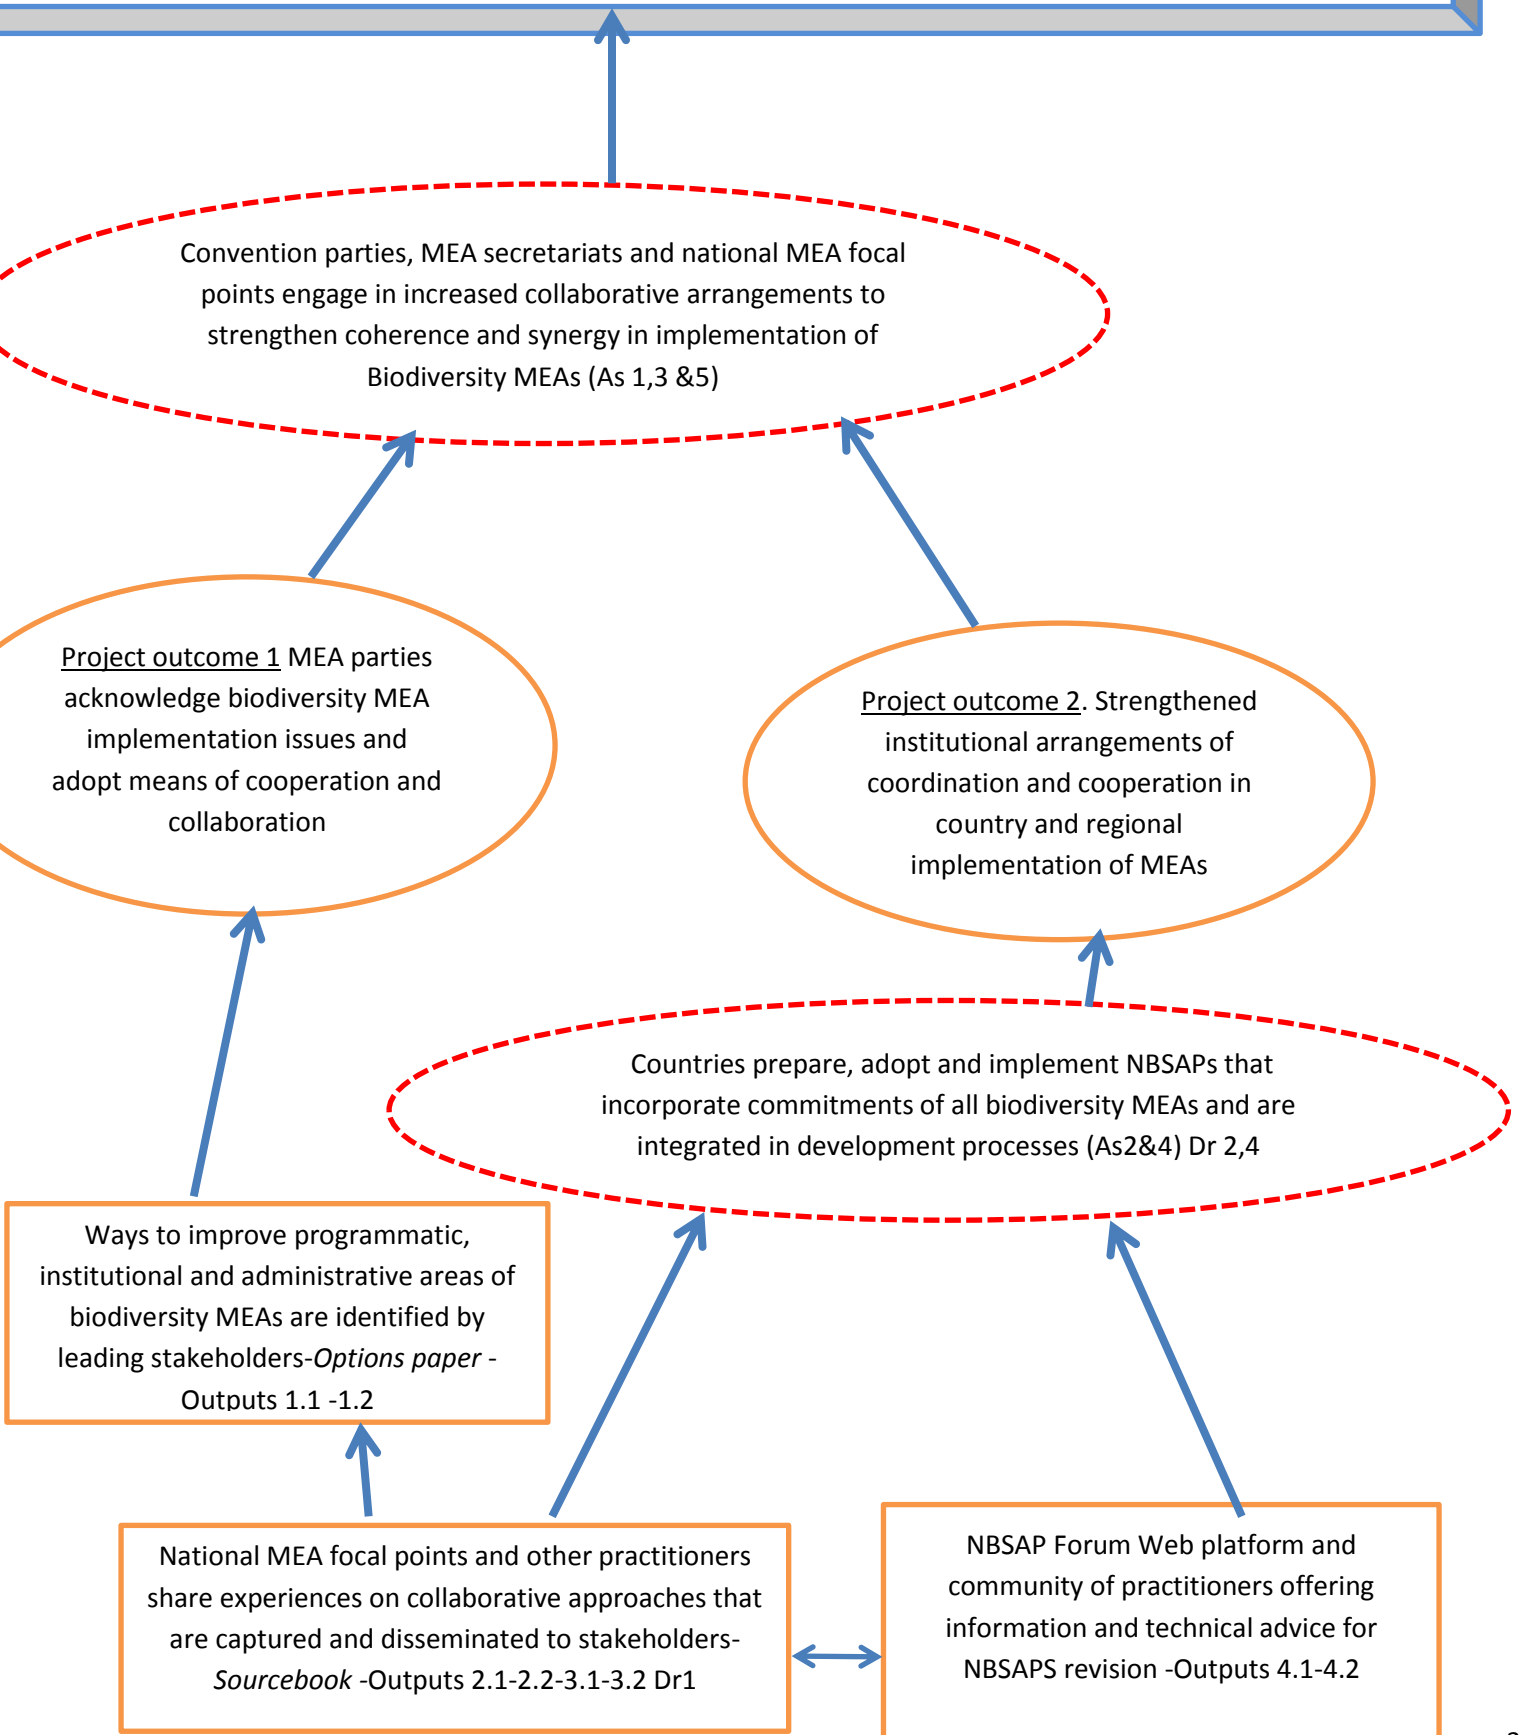 Convention parties, MEA secretariats and national MEA focal
points engage in increased collaborative arrangements to
strengthen coherence and synergy in implementation of
Biodiversity MEAs (As 1,3 &5)
Project outcome 1 MEA parties
acknowledge biodiversity MEA
implementation issues and
adopt means of cooperation and
collaboration
Project outcome 2. Strengthened
institutional arrangements of
coordination and cooperation in
country and regional
implementation of MEAs
Countries prepare, adopt and implement NBSAPs that
incorporate commitments of all biodiversity MEAs and are
integrated in development processes (As2&4) Dr 2,4
Ways to improve programmatic,
institutional and administrative areas of
biodiversity MEAs are identified by
leading stakeholders-Options paper -
Outputs 1.1 -1.2
National MEA focal points and other practitioners
share experiences on collaborative approaches that
are captured and disseminated to stakeholders-
Sourcebook -Outputs 2.1-2.2-3.1-3.2 Dr1
NBSAP Forum Web platform and
community of practitioners offering
information and technical advice for
NBSAPS revision -Outputs 4.1-4.2